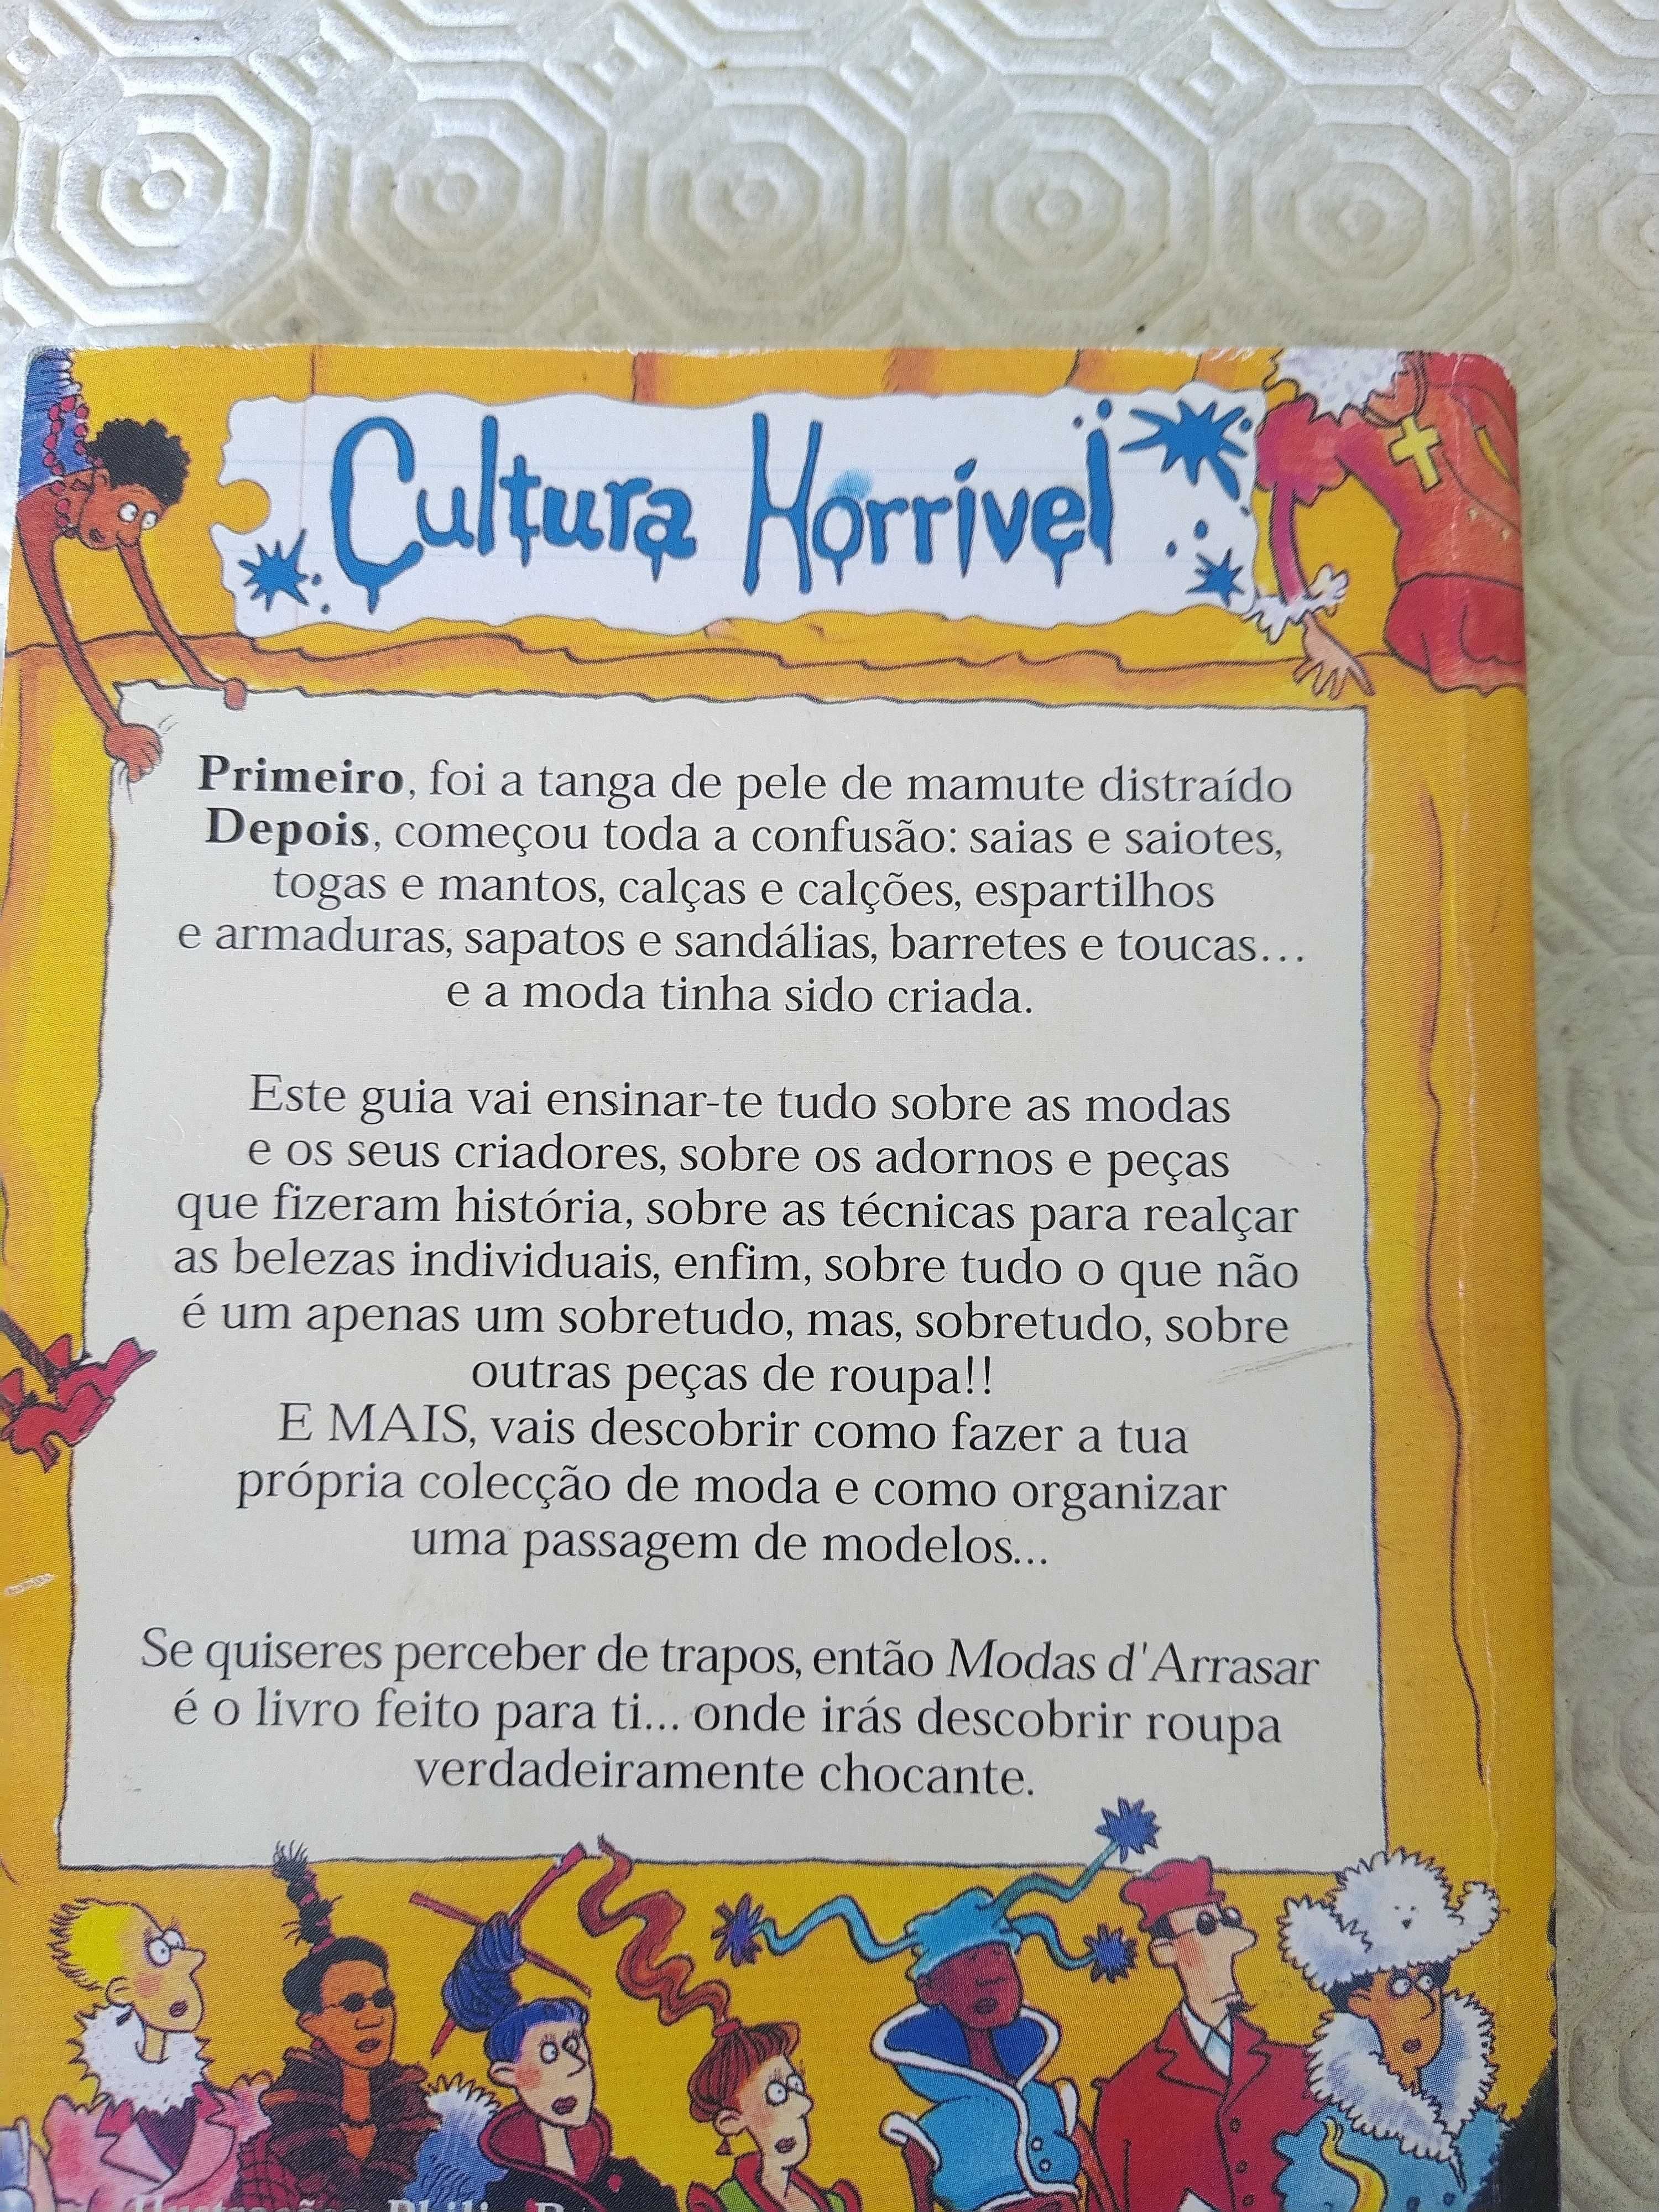 Cultura Horrível
Primeiro, foi a tanga de pele de mamute distraído
Depois, começou toda a confusão: saias e saiotes,
togas e mantos, calças e calções, espartilhos
e armaduras, sapatos e sandálias, barretes e toucas...
e a moda tinha sido criada.
Este guia vai ensinar-te tudo sobre as modas
e os seus criadores, sobre os adornos e peças
que fizeram história, sobre as técnicas para realçar
as belezas individuais, enfim, sobre tudo o que não
é um apenas um sobretudo, mas, sobretudo, sobre
outras peças de roupa!!
E MAIS, vais descobrir como fazer a tua
própria colecção de moda e como organizar
uma passagem de modelos...
Se quiseres perceber de trapos, então Modas d'Arrasar
é o livro feito para ti... onde irás descobrir roupa
verdadeiramente chocante.